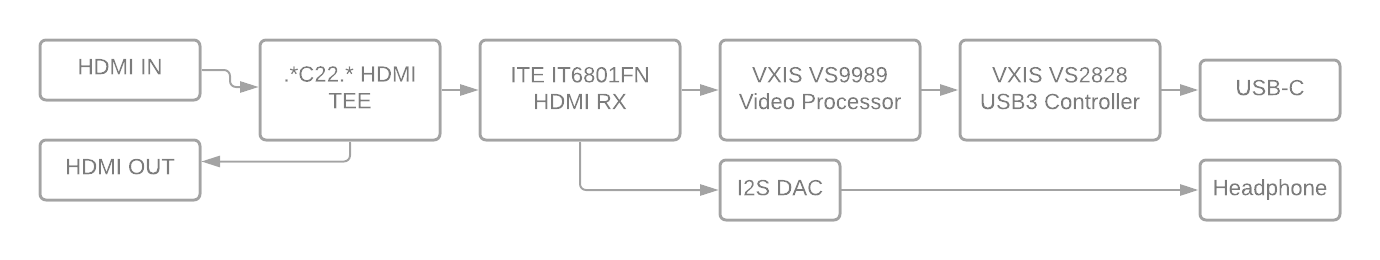 HDMI IN
.*C22.* HDMI
TEE
ITE IT6801FN
HDMI RX
VXIS VS9989
Video Processor
VXIS VS2828
USB3 Controller
USB-C
HDMI OUT
I2S DAC
Headphone